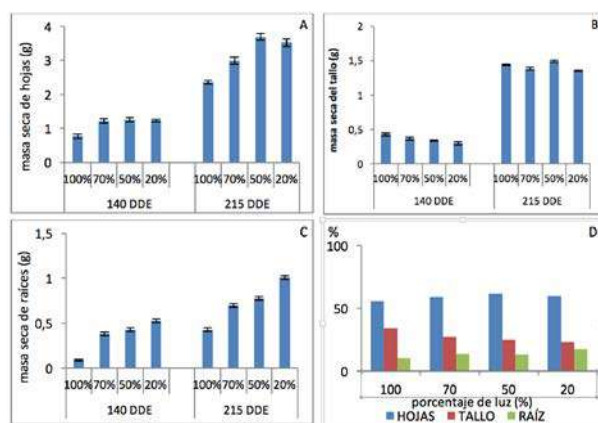 A
masa seca de hojas (g)
4
3
2
1
0
100% 70% 50% 20% 100% 70% 50% 20%
140 DDE 215 DDE
B
masa seca del tallo (g)
2
1,5
1
0,5
0
100% 70% 50% 20% 100% 70% 50% 20%
140 DDE 215 DDE
C
masa seca de raíces (g)
1,5
1
0,5
0
100% 70% 50% 20% 100% 70% 50% 20%
140 DDE 215 DDE
% D
100
50
0
100 70 50 20
porcentaje de luz (%)
HOJAS TALLO RAÍZ